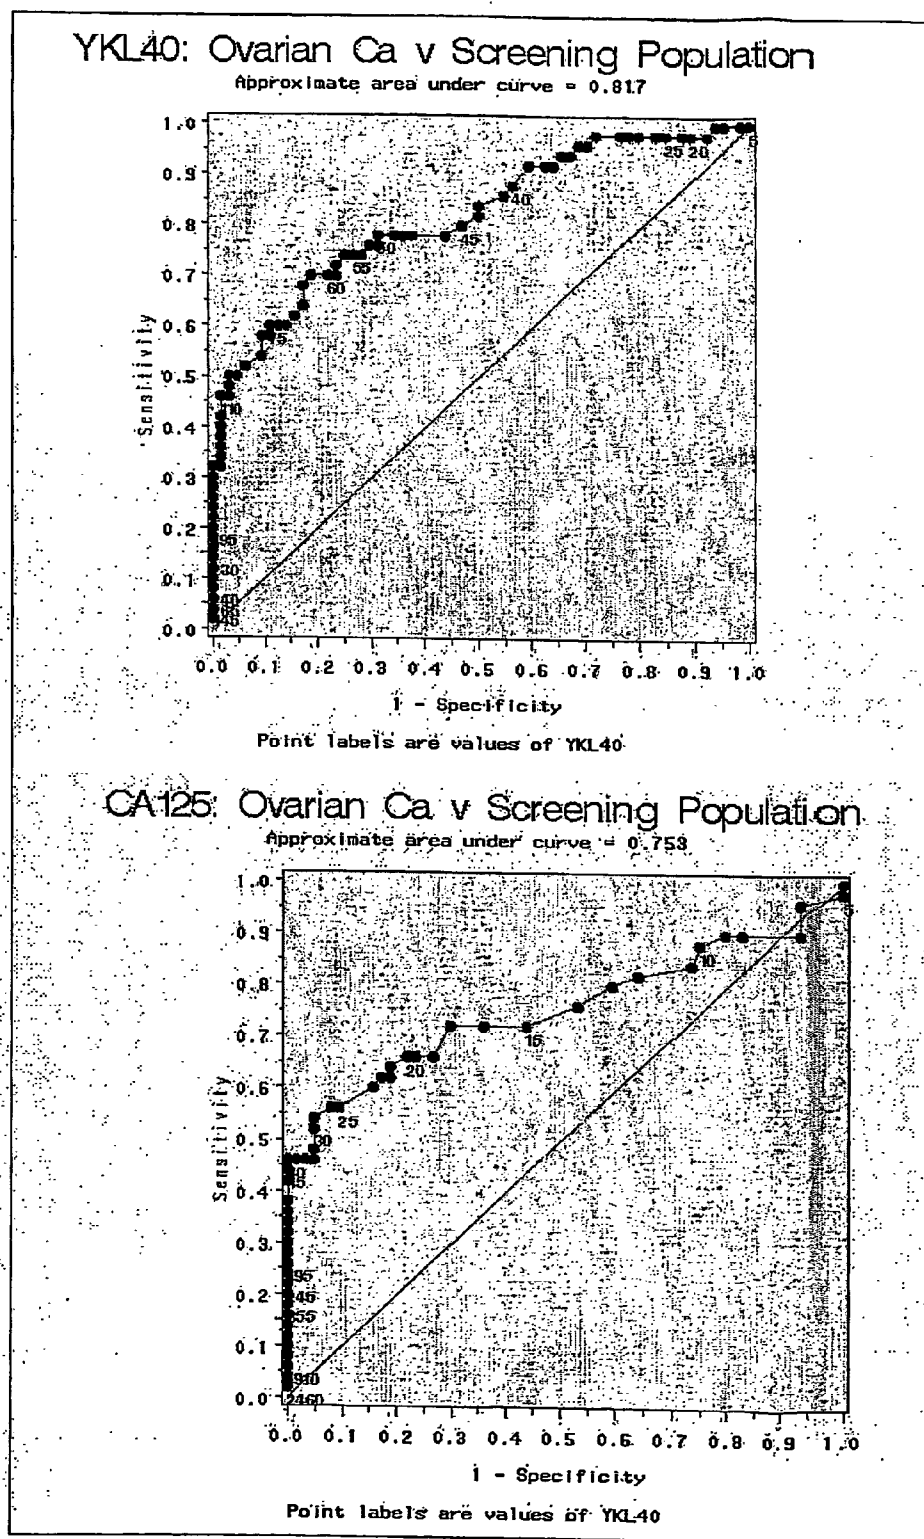 YKL40: Ovarian Ca v Screening Population
Approximate area under curve = 0.817
1.0
0.9
0.8
0.7
0.6
0.5
0.4
0.3
0.2
0.1
0.0
Sensitivity
25 20
40
45
55
60
0.0 0.1 0.2 0.3 0.4 0.5 0.6 0.7 0.8 0.9 1.0
1 - Specificity
Point labels are values of YKL40
CA125: Ovarian Ca v Screening Population
Approximate area under curve = 0.753
1.0
0.9
0.8
0.7
0.6
0.5
0.4
0.3
0.2
0.1
0.0
Sensitivity
10
15
20
25
30
2460
0.0 0.1 0.2 0.3 0.4 0.5 0.6 0.7 0.8 0.9 1.0
1 - Specificity
Point labels are values of YKL40